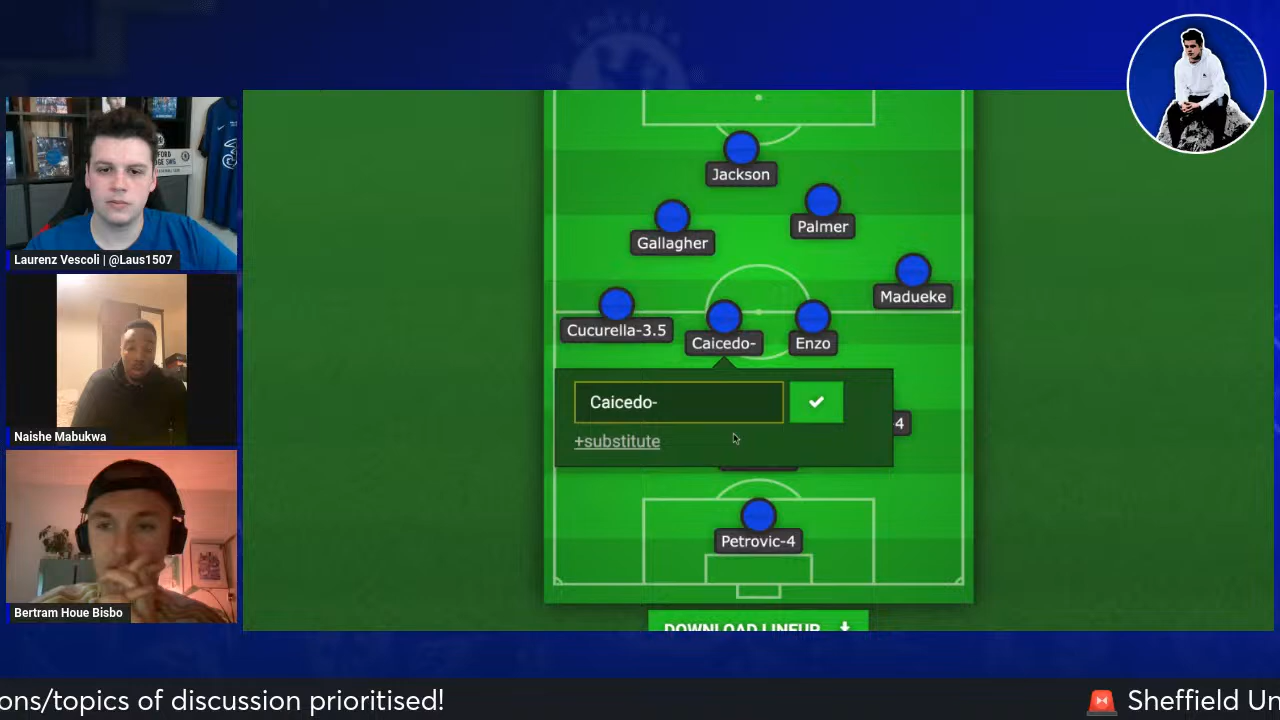 Laurenz Vescoli | @Laus1507
Naishe Mabukwa
Bertram Houe Bisbo
Jackson
Palmer
Gallagher
Madueke
Cucurella-3.5
Caicedo-
Enzo
Caicedo-
+substitute
4
Petrovic-4
DOWNLOAD LINEUP
ons/topics of discussion prioritised!
Sheffield Un